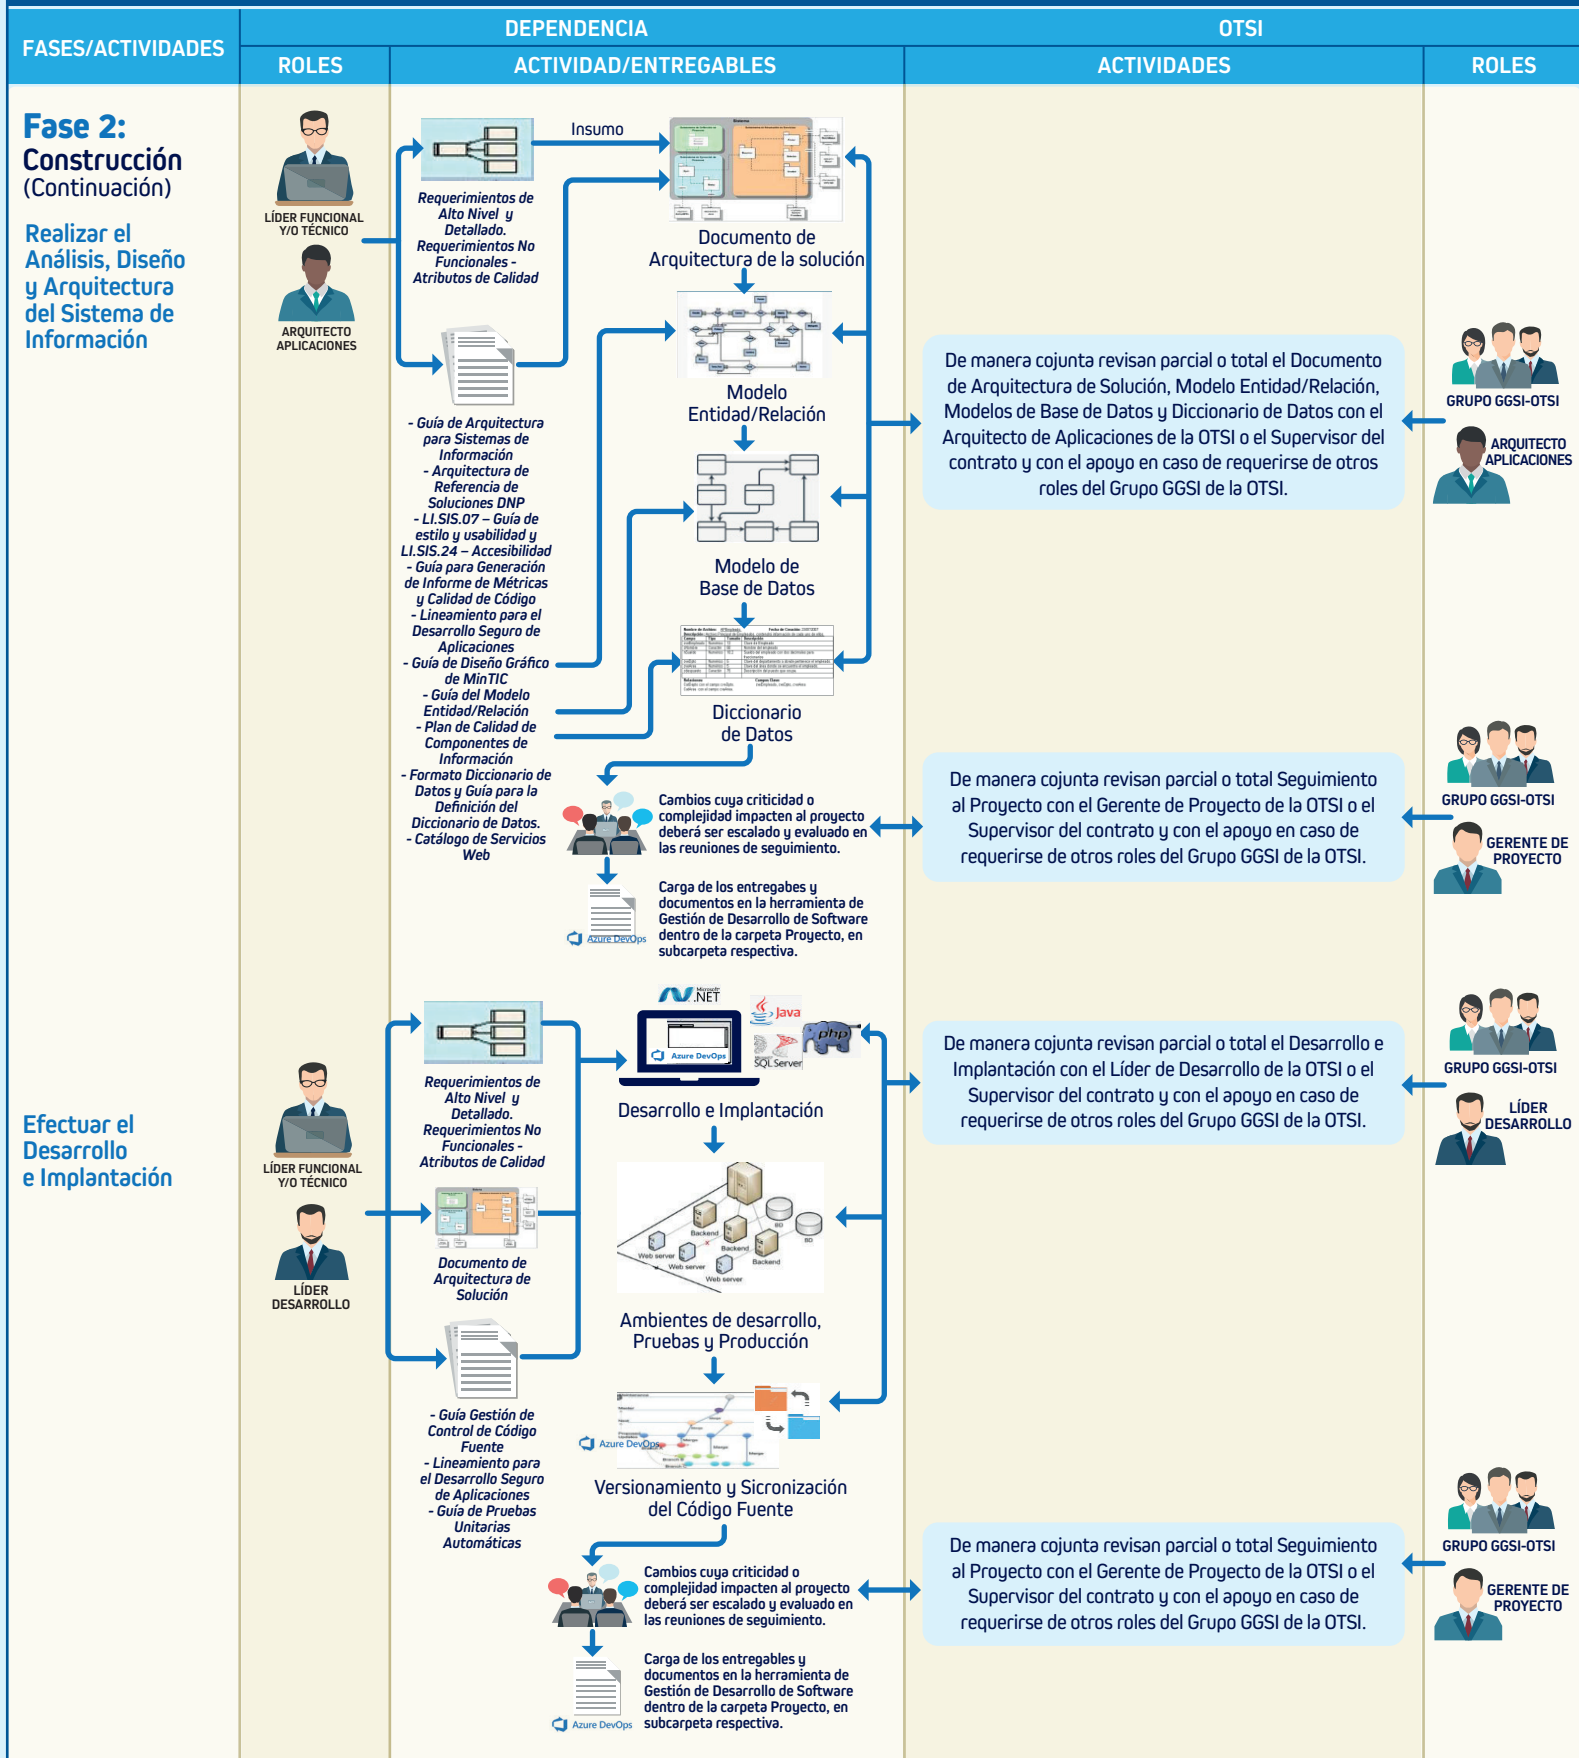 FASES/ACTIVIDADES
DEPENDENCIA
OTSI
ROLES
ACTIVIDAD/ENTREGABLES
ACTIVIDADES
ROLES
Fase 2:
Construcción
(Continuación)
Realizar el
Análisis, Diseño
y Arquitectura
del Sistema de
Información
LÍDER FUNCIONAL
Y/O TÉCNICO
ARQUITECTO
APLICACIONES
Insumo
Requerimientos de
Alto Nivel y
Detallado.
Requerimientos No
Funcionales -
Atributos de Calidad
- Guía de Arquitectura
para Sistemas de
Información
- Arquitectura de
Referencia de
Soluciones DNP
- LI.SIS.07 – Guía de
estilo y usabilidad y
LI.SIS.24 – Accesibilidad
- Guía para Generación
de Informe de Métricas
y Calidad de Código
- Lineamiento para el
Desarrollo Seguro de
Aplicaciones
- Guía de Diseño Gráfico
de MinTIC
- Guía del Modelo
Entidad/Relación
- Plan de Calidad de
Componentes de
Información
- Formato Diccionario de
Datos y Guía para la
Definición del
Diccionario de Datos.
- Catálogo de Servicios
Web
Documento de
Arquitectura de la solución
Modelo
Entidad/Relación
Modelo de
Base de Datos
Diccionario
de Datos
Cambios cuya criticidad o
complejidad impacten al proyecto
deberá ser escalado y evaluado en
las reuniones de seguimiento.
Azure DevOps
Carga de los entregabes y
documentos en la herramienta de
Gestión de Desarrollo de Software
dentro de la carpeta Proyecto, en
subcarpeta respectiva.
De manera cojunta revisan parcial o total el Documento
de Arquitectura de Solución, Modelo Entidad/Relación,
Modelos de Base de Datos y Diccionario de Datos con el
Arquitecto de Aplicaciones de la OTSI o el Supervisor del
contrato y con el apoyo en caso de requerirse de otros
roles del Grupo GGSI de la OTSI.
GRUPO GGSI-OTSI
ARQUITECTO
APLICACIONES
De manera cojunta revisan parcial o total Seguimiento
al Proyecto con el Gerente de Proyecto de la OTSI o el
Supervisor del contrato y con el apoyo en caso de
requerirse de otros roles del Grupo GGSI de la OTSI.
GRUPO GGSI-OTSI
GERENTE DE
PROYECTO
Efectuar el
Desarrollo
e Implantación
LÍDER FUNCIONAL
Y/O TÉCNICO
LÍDER
DESARROLLO
Requerimientos de
Alto Nivel y
Detallado.
Requerimientos No
Funcionales -
Atributos de Calidad
Documento de
Arquitectura de
Solución
- Guía Gestión de
Control de Código
Fuente
- Lineamiento para
el Desarrollo Seguro
de Aplicaciones
- Guía de Pruebas
Unitarias
Automáticas
Microsoft
.NET
Java
php
SQL Server
Azure DevOps
Desarrollo e Implantación
Backend
BD
BD
Web server
Backend
Web server
Backend
Web server
Ambientes de desarrollo,
Pruebas y Producción
Azure DevOps
Versionamiento y Sicronización
del Código Fuente
Cambios cuya criticidad o
complejidad impacten al proyecto
deberá ser escalado y evaluado en
las reuniones de seguimiento.
Azure DevOps
Carga de los entregables y
documentos en la herramienta de
Gestión de Desarrollo de Software
dentro de la carpeta Proyecto, en
subcarpeta respectiva.
De manera cojunta revisan parcial o total el Desarrollo e
Implantación con el Líder de Desarrollo de la OTSI o el
Supervisor del contrato y con el apoyo en caso de
requerirse de otros roles del Grupo GGSI de la OTSI.
GRUPO GGSI-OTSI
LÍDER
DESARROLLO
De manera cojunta revisan parcial o total Seguimiento
al Proyecto con el Gerente de Proyecto de la OTSI o el
Supervisor del contrato y con el apoyo en caso de
requerirse de otros roles del Grupo GGSI de la OTSI.
GRUPO GGSI-OTSI
GERENTE DE
PROYECTO